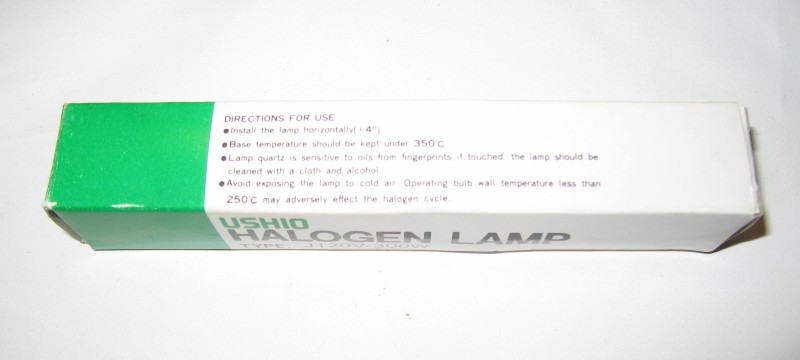 DIRECTIONS FOR USE
●Install the lamp horizontally(±4°)
●Base temperature should be kept under 350°C
●Lamp quartz is sensitive to oils from fingerprints if touched, the lamp should be
cleaned with a cloth and alcohol.
●Avoid exposing the lamp to cold air. Operating bulb wall temperature less than
250°C may adversely effect the halogen cycle.
USHIO
HALOGEN LAMP
TYPE: J120V-300W